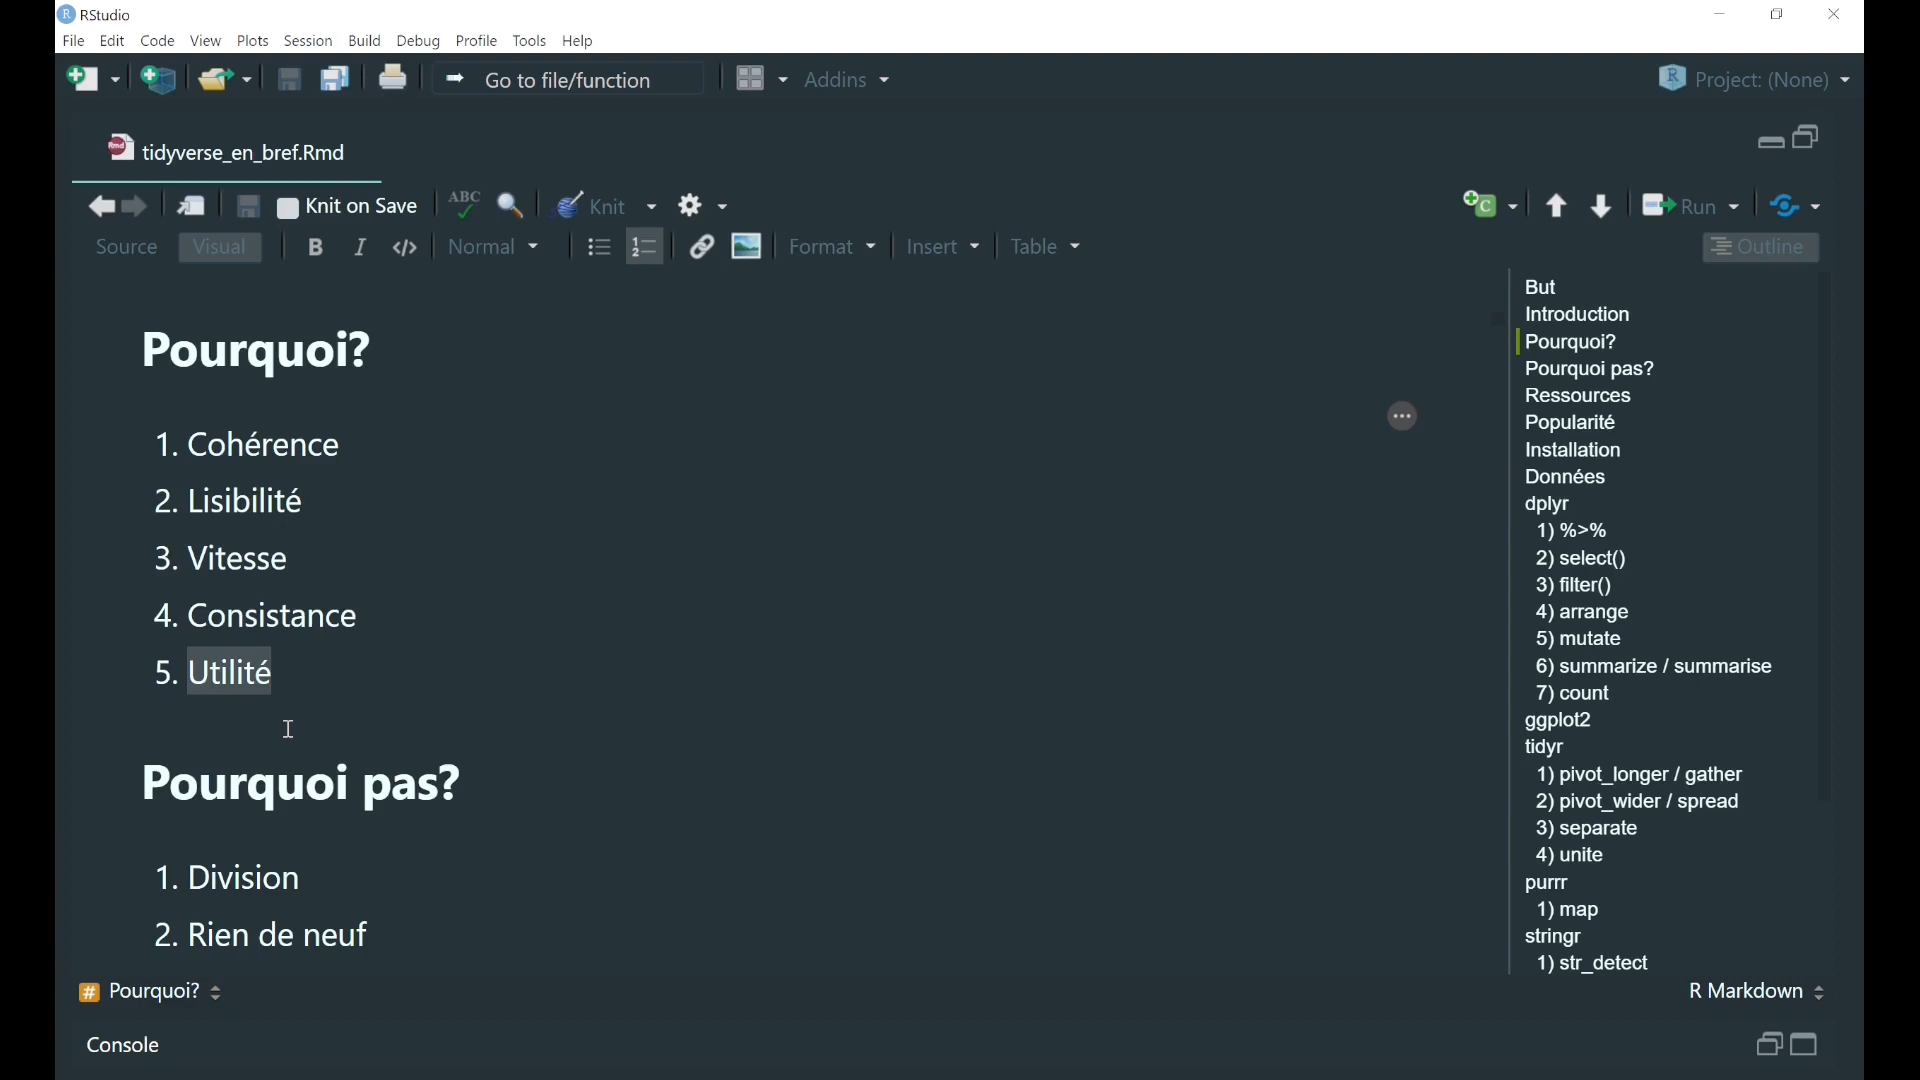 RStudio
File Edit Code View Plots Session Build Debug Profile Tools Help
Go to file/function Addins Project: (None)
tidyverse_en_bref.Rmd
Knit on Save ABC Knit Run
Source Visual B I </> Normal Format Insert Table Outline
Pourquoi?
1. Cohérence
2. Lisibilité
3. Vitesse
4. Consistance
5. Utilité
Pourquoi pas?
1. Division
2. Rien de neuf
But
Introduction
Pourquoi?
Pourquoi pas?
Ressources
Popularité
Installation
Données
dplyr
1) %>%
2) select()
3) filter()
4) arrange
5) mutate
6) summarize / summarise
7) count
ggplot2
tidyr
1) pivot_longer / gather
2) pivot_wider / spread
3) separate
4) unite
purrr
1) map
stringr
1) str_detect
# Pourquoi? R Markdown
Console